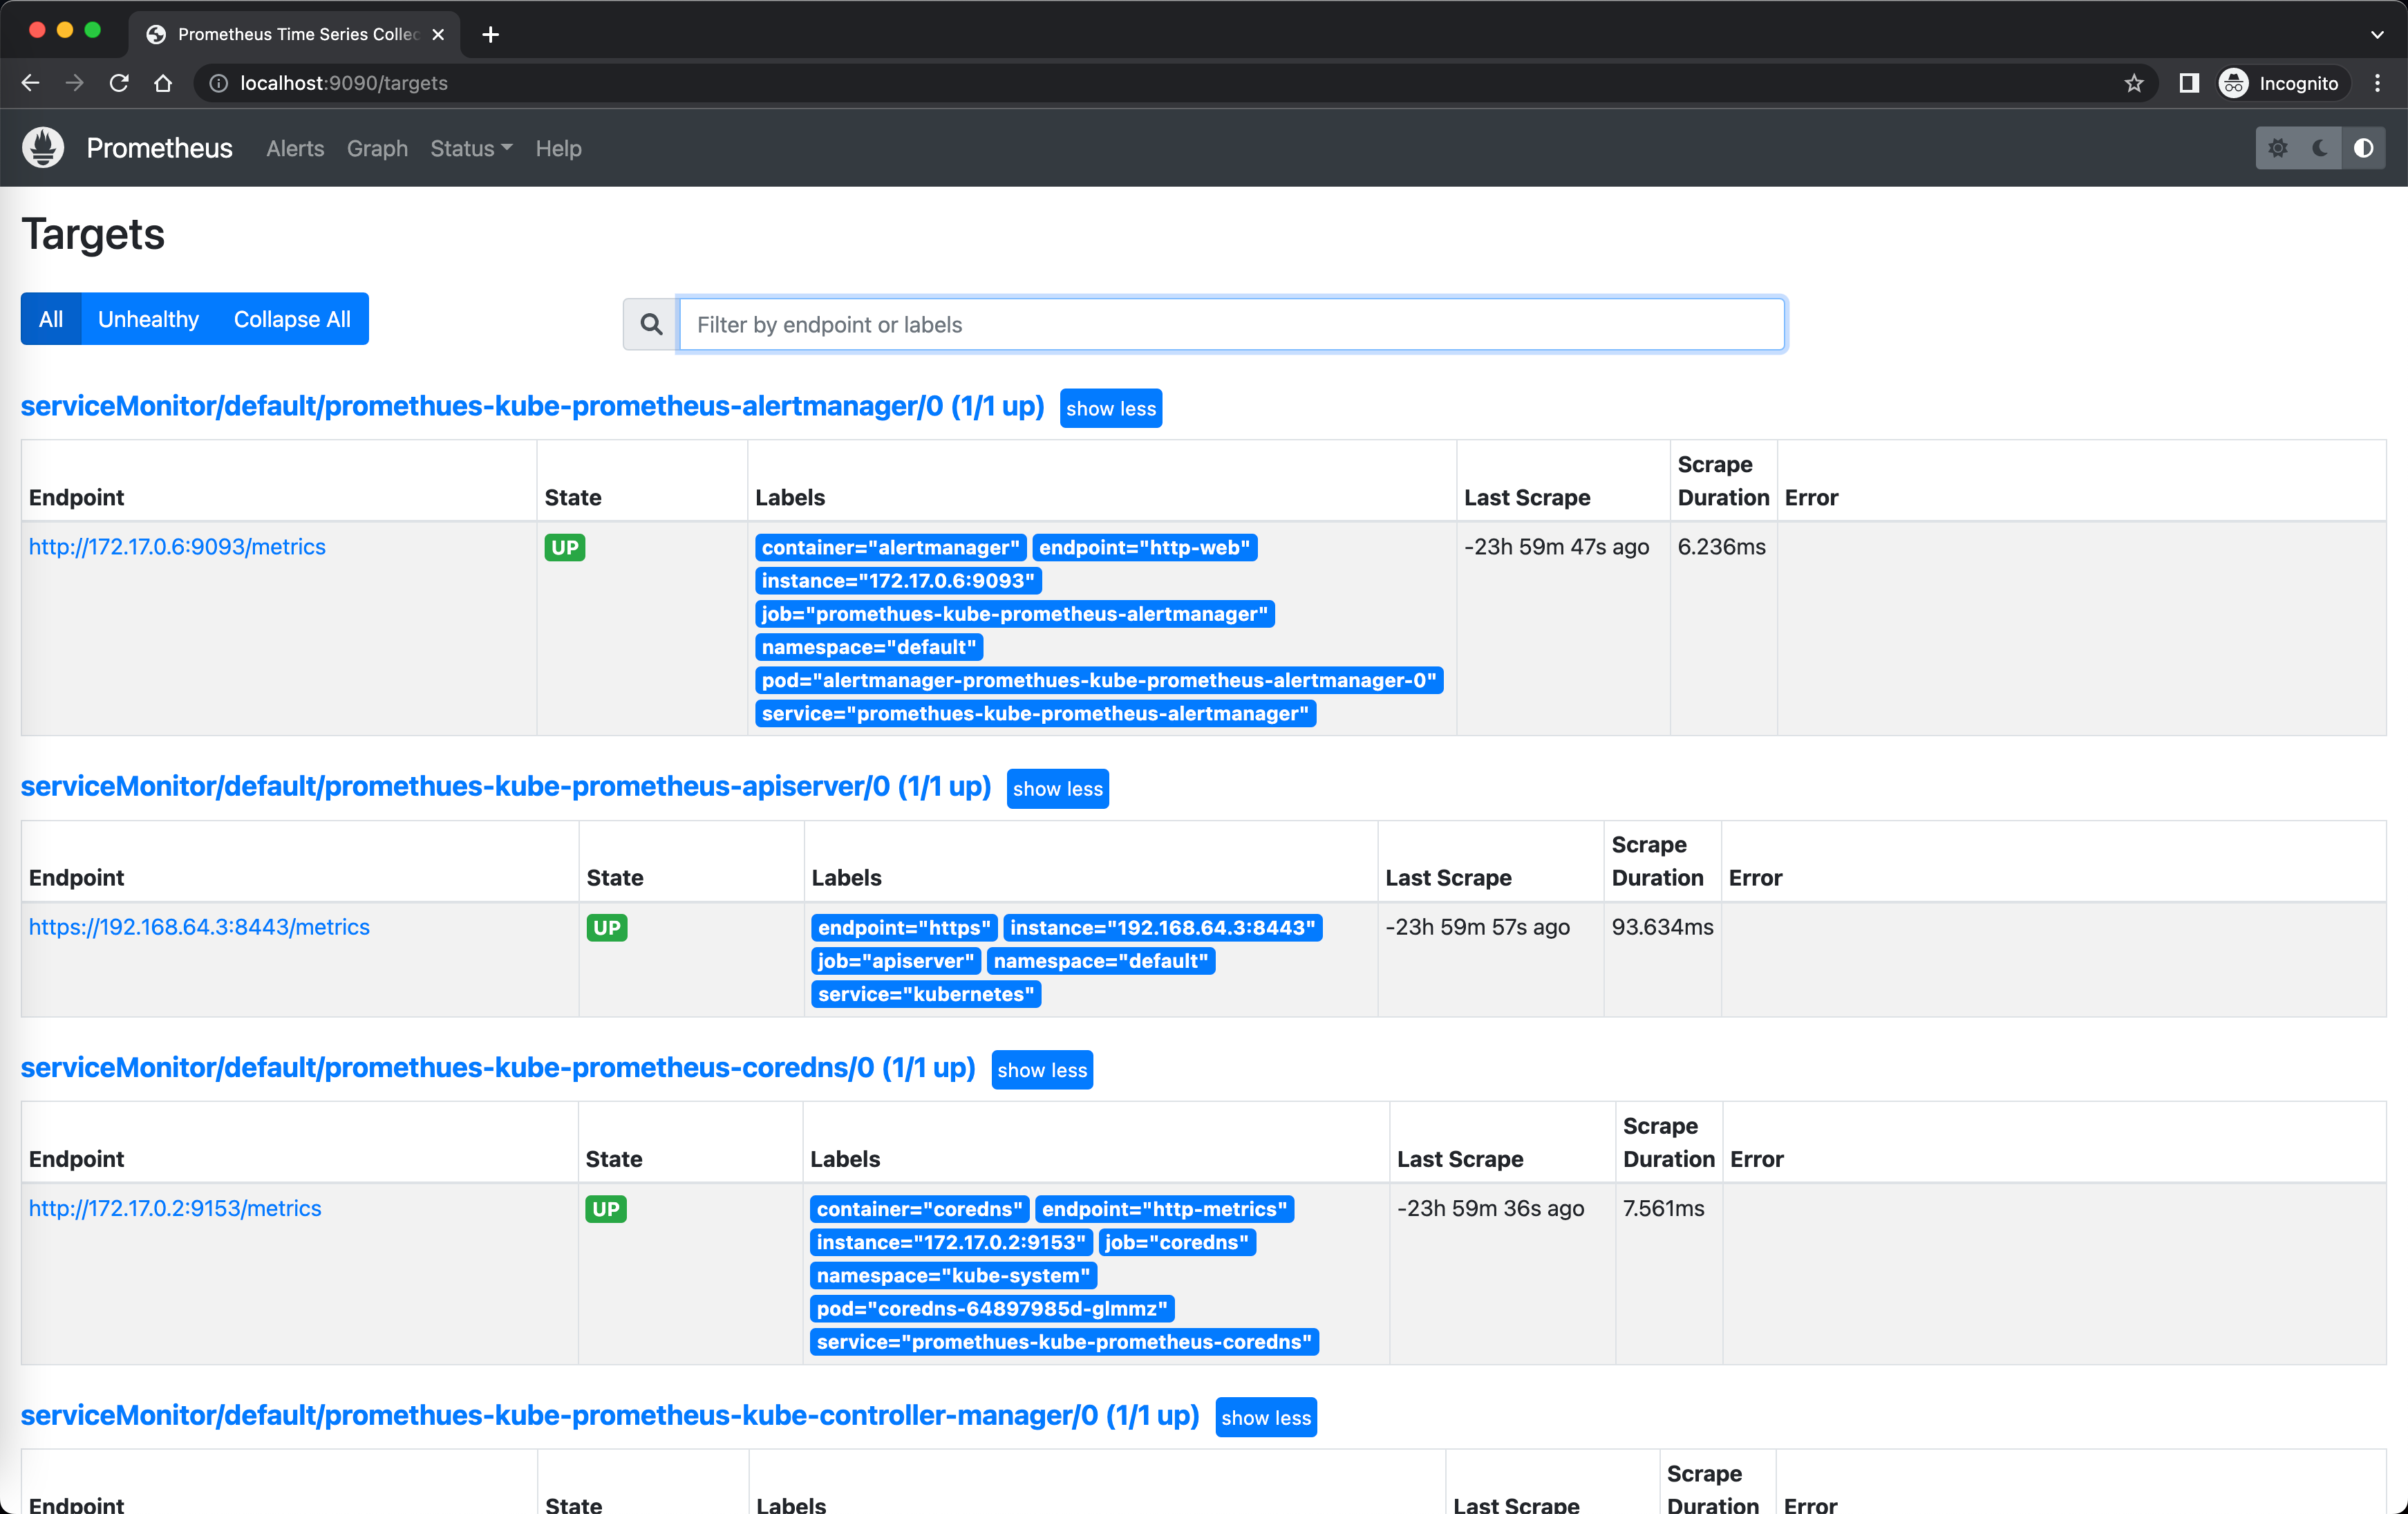 Prometheus Time Series Collec
localhost:9090/targets
Incognito
Prometheus Alerts Graph Status Help
Targets
All Unhealthy Collapse All
Filter by endpoint or labels
serviceMonitor/default/promethues-kube-prometheus-alertmanager/0 (1/1 up) show less
Endpoint State Labels Last Scrape Scrape Duration Error
http://172.17.0.6:9093/metrics UP container="alertmanager" endpoint="http-web" -23h 59m 47s ago 6.236ms
instance="172.17.0.6:9093"
job="promethues-kube-prometheus-alertmanager"
namespace="default"
pod="alertmanager-promethues-kube-prometheus-alertmanager-0"
service="promethues-kube-prometheus-alertmanager"
serviceMonitor/default/promethues-kube-prometheus-apiserver/0 (1/1 up) show less
Endpoint State Labels Last Scrape Scrape Duration Error
https://192.168.64.3:8443/metrics UP endpoint="https" instance="192.168.64.3:8443" -23h 59m 57s ago 93.634ms
job="apiserver" namespace="default"
service="kubernetes"
serviceMonitor/default/promethues-kube-prometheus-coredns/0 (1/1 up) show less
Endpoint State Labels Last Scrape Scrape Duration Error
http://172.17.0.2:9153/metrics UP container="coredns" endpoint="http-metrics" -23h 59m 36s ago 7.561ms
instance="172.17.0.2:9153" job="coredns"
namespace="kube-system"
pod="coredns-64897985d-glmmz"
service="promethues-kube-prometheus-coredns"
serviceMonitor/default/promethues-kube-prometheus-kube-controller-manager/0 (1/1 up) show less
Endpoint State Labels Last Scrape Scrape Duration Error